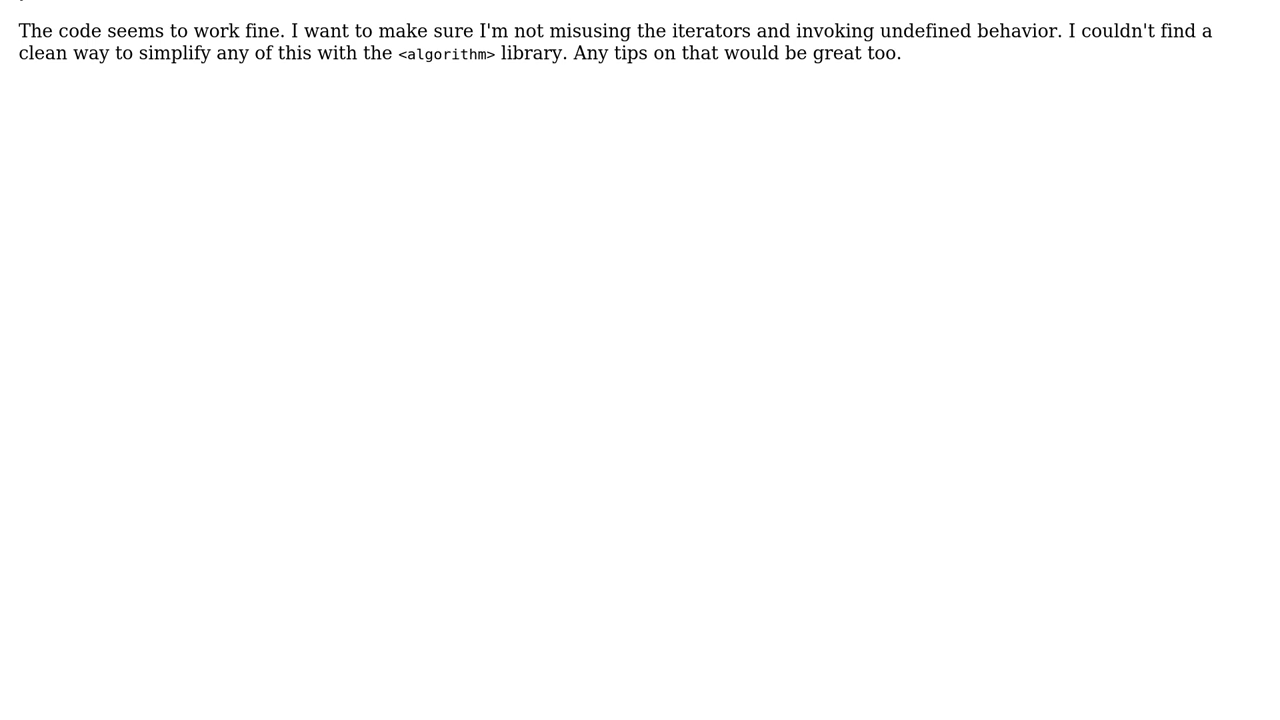 The code seems to work fine. I want to make sure I'm not misusing the iterators and invoking undefined behavior. I couldn't find a
clean way to simplify any of this with the <algorithm> library. Any tips on that would be great too.